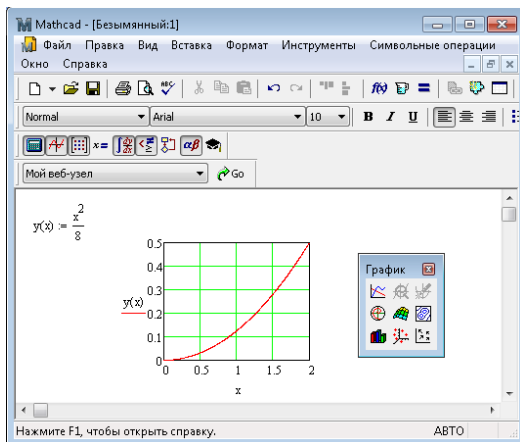 Mathcad - [Безымянный:1]
Файл Правка Вид Вставка Формат Инструменты Символьные операции
Окно Справка
Normal Arial 10 B I U
x= αβ
Мой веб-узел Go
y(x) := x^2/8
0.5
0.4
0.3
y(x)
0.2
0.1
0
0 0.5 1 1.5 2
x
График
Нажмите F1, чтобы открыть справку. АВТО